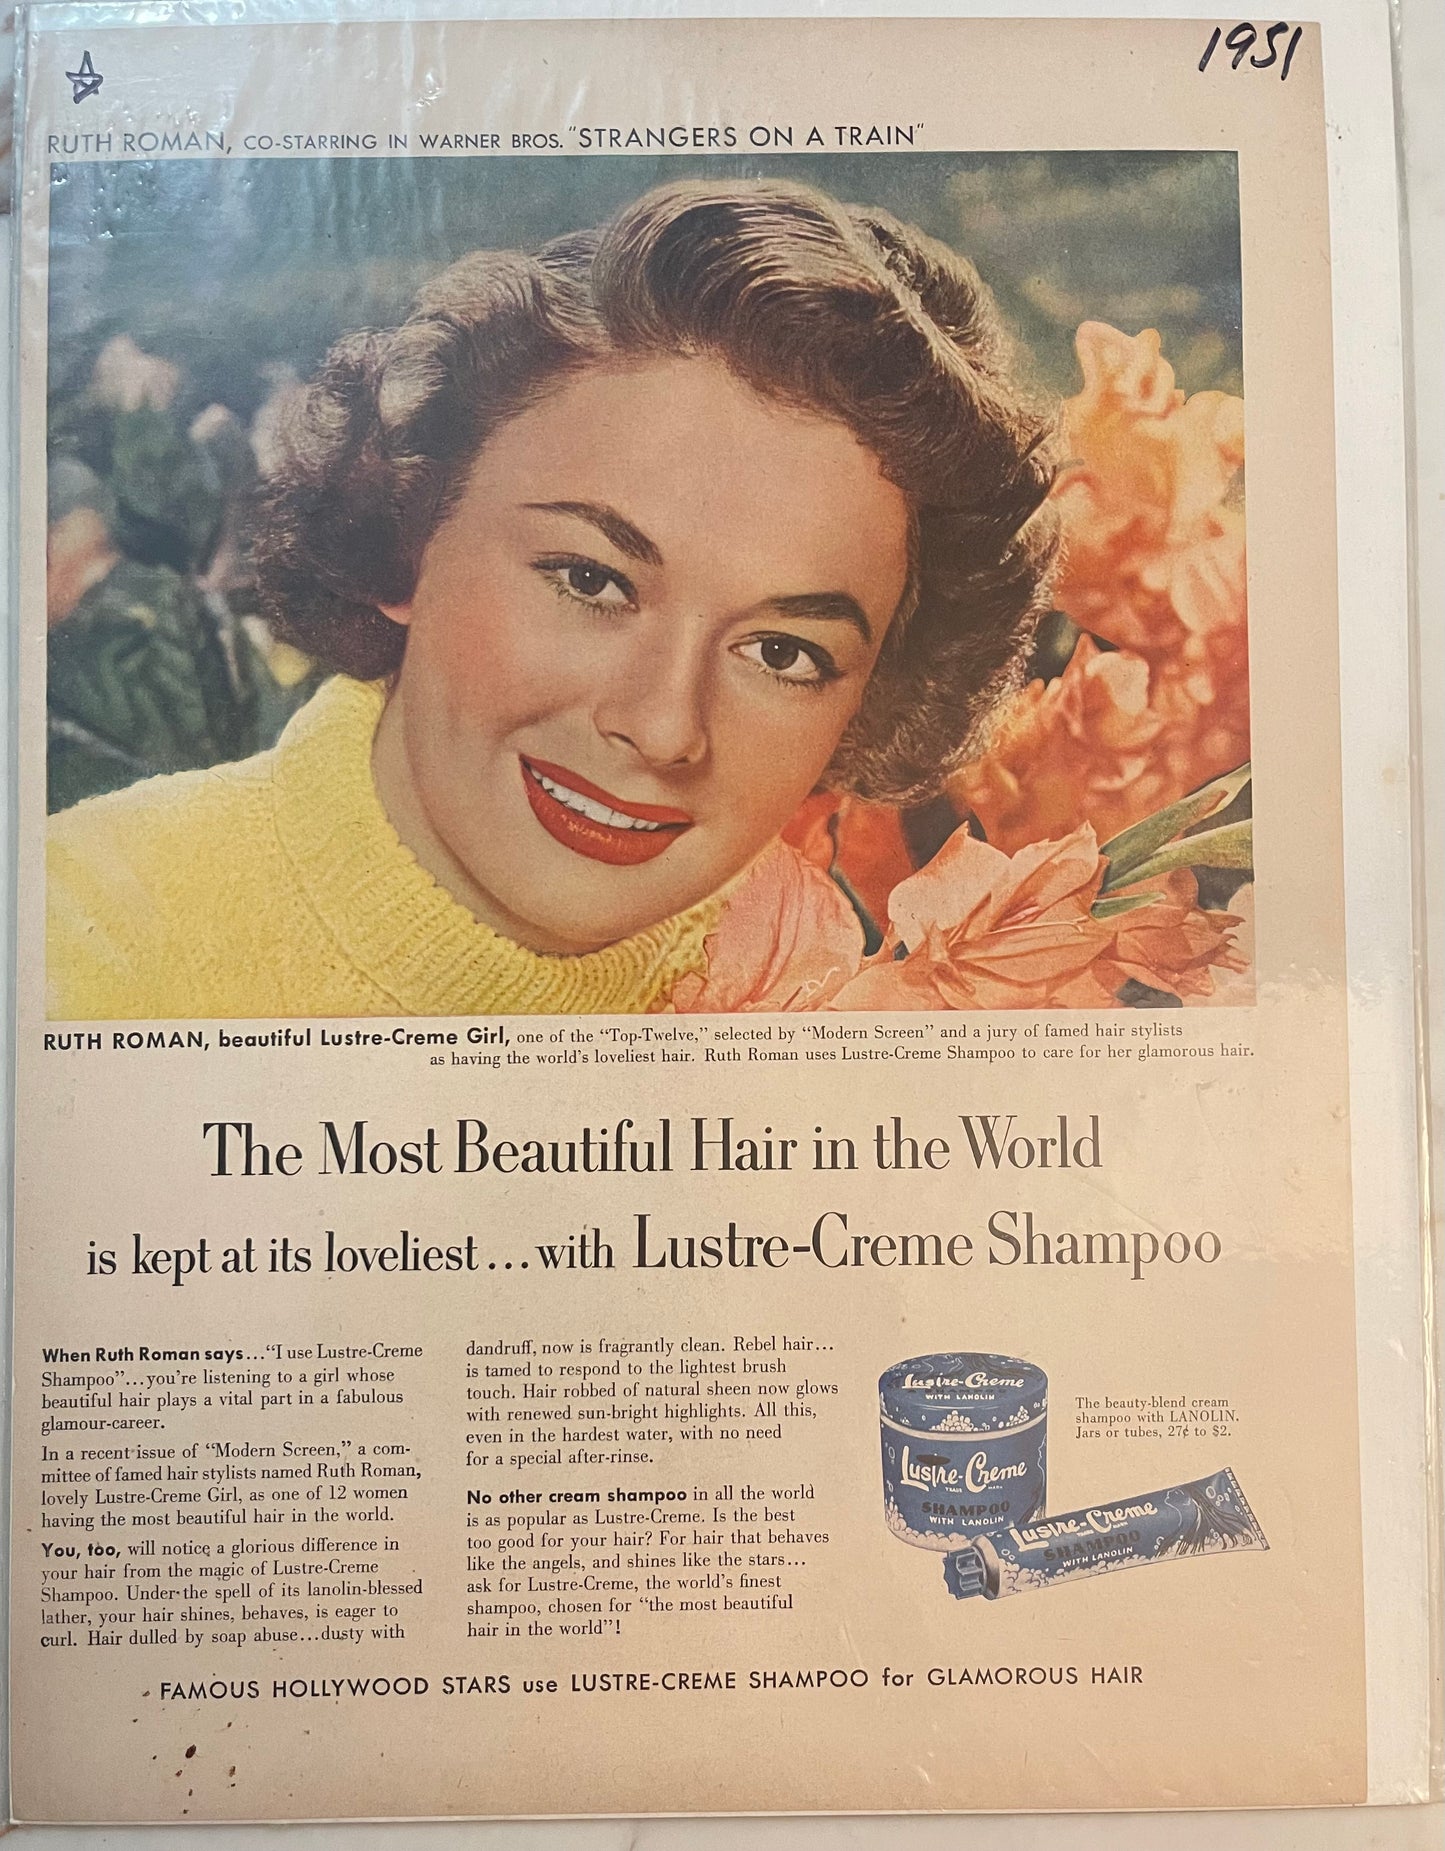 1951
RUTH ROMAN, CO-STARRING IN WARNER BROS. "STRANGERS ON A TRAIN"
RUTH ROMAN, beautiful Lustre-Creme Girl, one of the "Top-Twelve," selected by "Modern Screen" and a jury of famed hair stylists
as having the world's loveliest hair. Ruth Roman uses Lustre-Creme Shampoo to care for her glamorous hair.
The Most Beautiful Hair in the World
is kept at its loveliest...with Lustre-Creme Shampoo
When Ruth Roman says..."I use Lustre-Creme
Shampoo"...you're listening to a girl whose
beautiful hair plays a vital part in a fabulous
glamour-career.
In a recent issue of "Modern Screen," a com-
mittee of famed hair stylists named Ruth Roman,
lovely Lustre-Creme Girl, as one of 12 women
having the most beautiful hair in the world.
You, too, will notice a glorious difference in
your hair from the magic of Lustre-Creme
Shampoo. Under the spell of its lanolin-blessed
lather, your hair shines, behaves, is eager to
curl. Hair dulled by soap abuse...dusty with
dandruff, now is fragrantly clean. Rebel hair...
is tamed to respond to the lightest brush
touch. Hair robbed of natural sheen now glows
with renewed sun-bright highlights. All this,
even in the hardest water, with no need
for a special after-rinse.
No other cream shampoo in all the world
is as popular as Lustre-Creme. Is the best
too good for your hair? For hair that behaves
like the angels, and shines like the stars...
ask for Lustre-Creme, the world's finest
shampoo, chosen for "the most beautiful
hair in the world"!
Lustre-Creme
SHAMPOO
WITH LANOLIN
Lustre-Creme
TRADE MARK
SHAMPOO
WITH LANOLIN
The beauty-blend cream
shampoo with LANOLIN.
Jars or tubes, 27¢ to $2.
Lustre-Creme
TRADE MARK
SHAMPOO
WITH LANOLIN
FAMOUS HOLLYWOOD STARS use LUSTRE-CREME SHAMPOO for GLAMOROUS HAIR